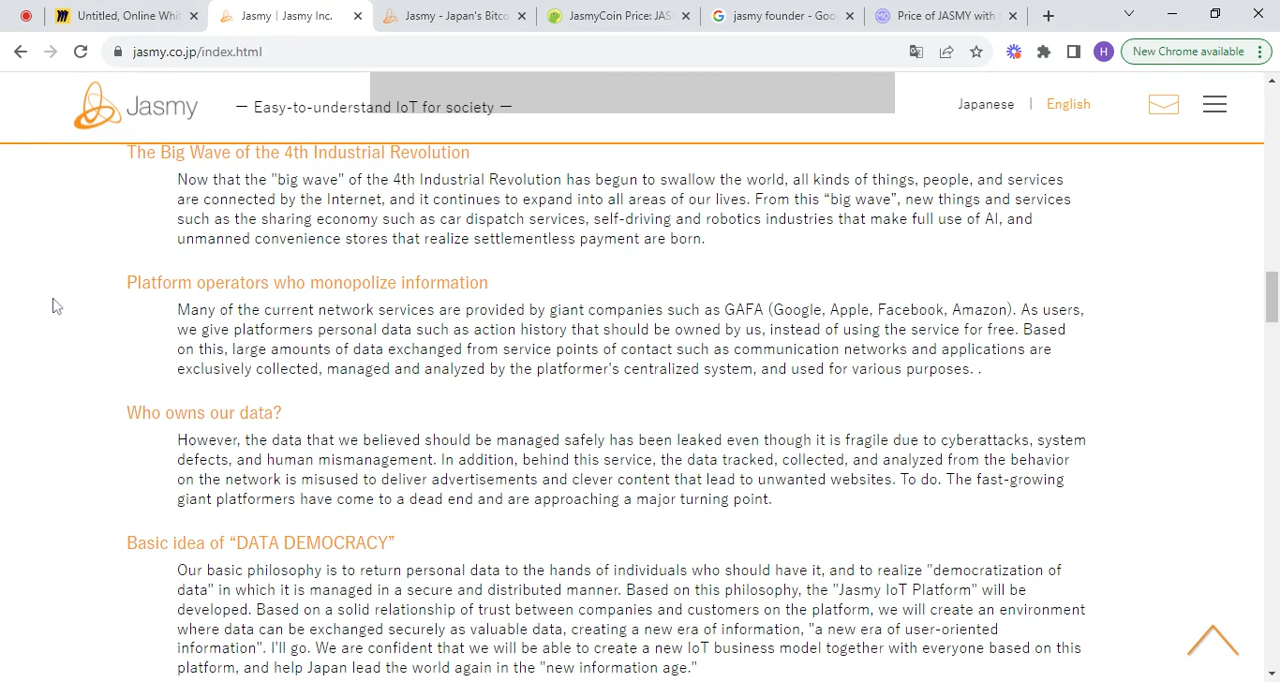 Untitled, Online Whit
Jasmy | Jasmy Inc.
Jasmy - Japan's Bitco
JasmyCoin Price: JAS
jasmy founder - Goo
Price of JASMY with
jasmy.co.jp/index.html
H
New Chrome available
Jasmy
— Easy-to-understand IoT for society —
Japanese | English
The Big Wave of the 4th Industrial Revolution
Now that the "big wave" of the 4th Industrial Revolution has begun to swallow the world, all kinds of things, people, and services
are connected by the Internet, and it continues to expand into all areas of our lives. From this “big wave”, new things and services
such as the sharing economy such as car dispatch services, self-driving and robotics industries that make full use of AI, and
unmanned convenience stores that realize settlementless payment are born.
Platform operators who monopolize information
Many of the current network services are provided by giant companies such as GAFA (Google, Apple, Facebook, Amazon). As users,
we give platformers personal data such as action history that should be owned by us, instead of using the service for free. Based
on this, large amounts of data exchanged from service points of contact such as communication networks and applications are
exclusively collected, managed and analyzed by the platformer's centralized system, and used for various purposes. .
Who owns our data?
However, the data that we believed should be managed safely has been leaked even though it is fragile due to cyberattacks, system
defects, and human mismanagement. In addition, behind this service, the data tracked, collected, and analyzed from the behavior
on the network is misused to deliver advertisements and clever content that lead to unwanted websites. To do. The fast-growing
giant platformers have come to a dead end and are approaching a major turning point.
Basic idea of “DATA DEMOCRACY”
Our basic philosophy is to return personal data to the hands of individuals who should have it, and to realize "democratization of
data" in which it is managed in a secure and distributed manner. Based on this philosophy, the "Jasmy IoT Platform" will be
developed. Based on a solid relationship of trust between companies and customers on the platform, we will create an environment
where data can be exchanged securely as valuable data, creating a new era of information, "a new era of user-oriented
information". I'll go. We are confident that we will be able to create a new IoT business model together with everyone based on this
platform, and help Japan lead the world again in the "new information age."